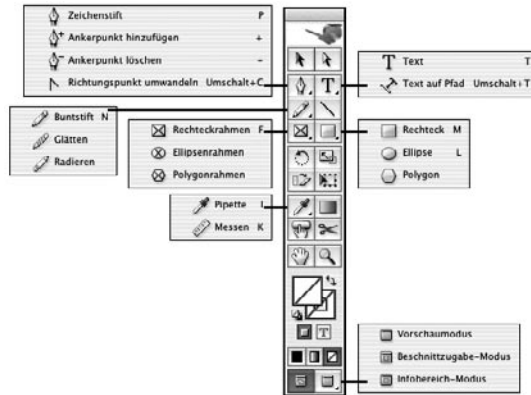 Zeichenstift P
Ankerpunkt hinzufügen +
Ankerpunkt löschen -
Richtungspunkt umwandeln Umschalt+C
T Text T
Text auf Pfad Umschalt+T
Buntstift N
Glätten
Radieren
Rechteckrahmen F
Ellipsenrahmen
Polygonrahmen
Rechteck M
Ellipse L
Polygon
Pipette I
Messen K
T
T
Vorschaumodus
Beschnittzugabe-Modus
Infobereich-Modus